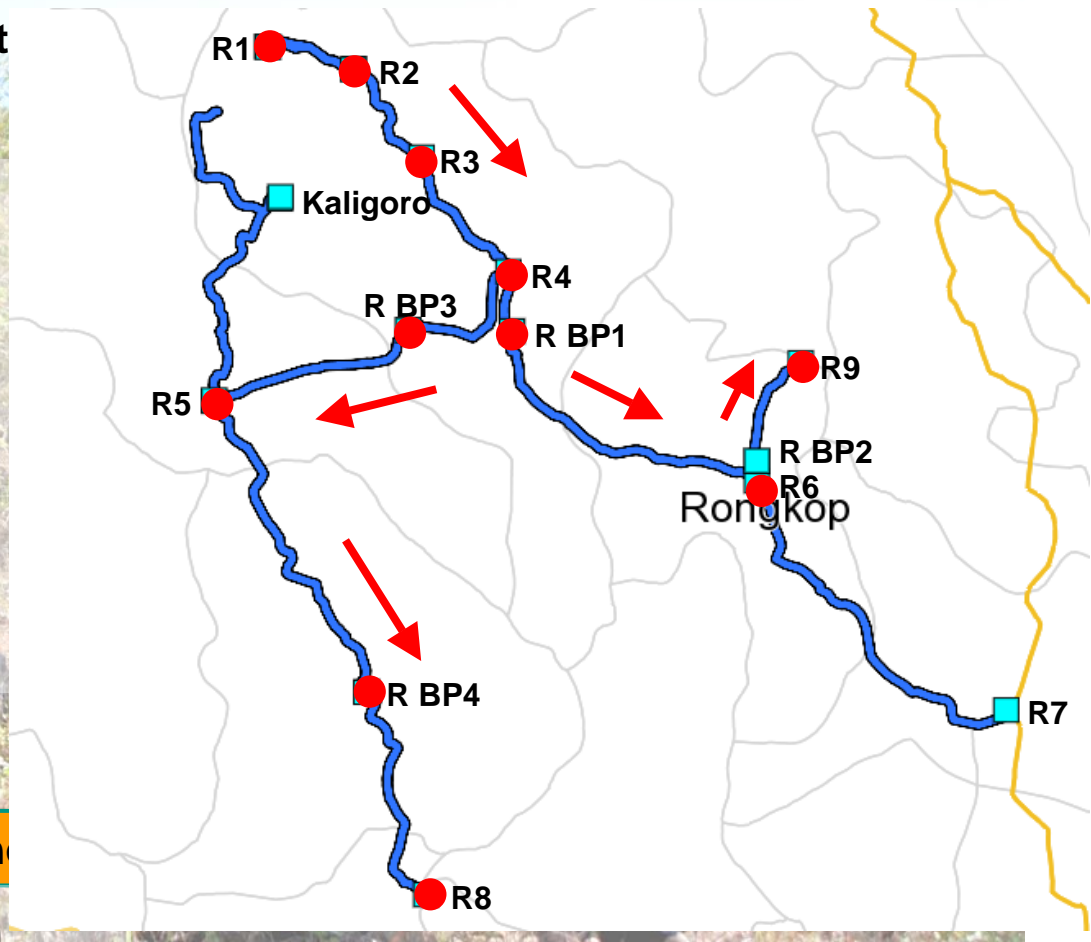 t
R1
R2
R3
Kaligoro
R4
R BP3
R BP1
R9
R5
R BP2
R6
Rongkop
R BP4
R7
R8